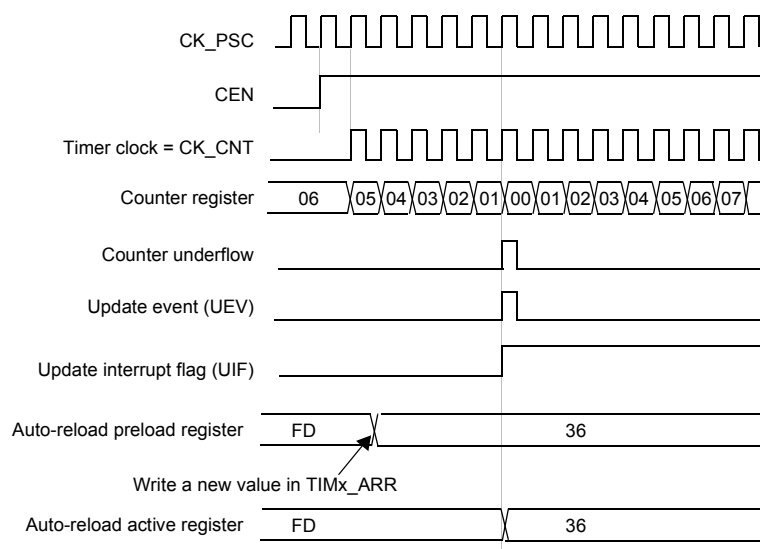 CK_PSC
CEN
Timer clock = CK_CNT
Counter register 06 05 04 03 02 01 00 01 02 03 04 05 06 07
Counter underflow
Update event (UEV)
Update interrupt flag (UIF)
Auto-reload preload register FD 36
Write a new value in TIMx_ARR
Auto-reload active register FD 36